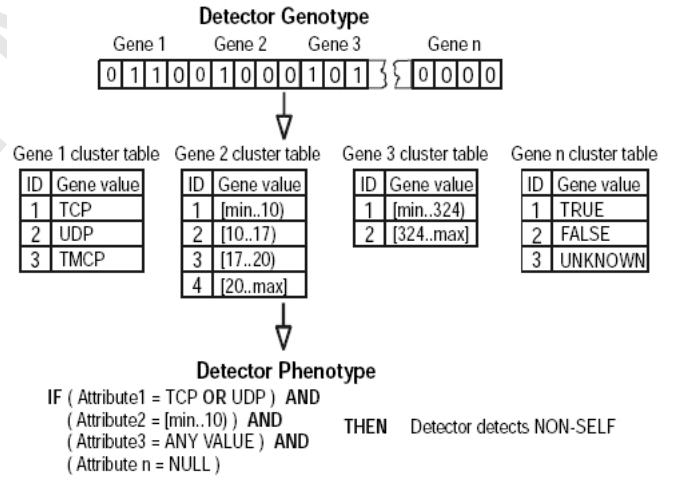 Detector Genotype
Gene 1 Gene 2 Gene 3 Gene n
0 1 1 0 0 1 0 0 0 1 0 1 0 0 0 0
Gene 1 cluster table Gene 2 cluster table Gene 3 cluster table Gene n cluster table
ID Gene value ID Gene value ID Gene value ID Gene value
1 TCP 1 [min..10) 1 [min..324) 1 TRUE
2 UDP 2 [10..17) 2 [324..max] 2 FALSE
3 TMCP 3 [17..20) 3 UNKNOWN
4 [20..max]
Detector Phenotype
IF ( Attribute1 = TCP OR UDP ) AND
( Attribute2 = [min..10) ) AND
( Attribute3 = ANY VALUE ) AND THEN Detector detects NON-SELF
( Attribute n = NULL )